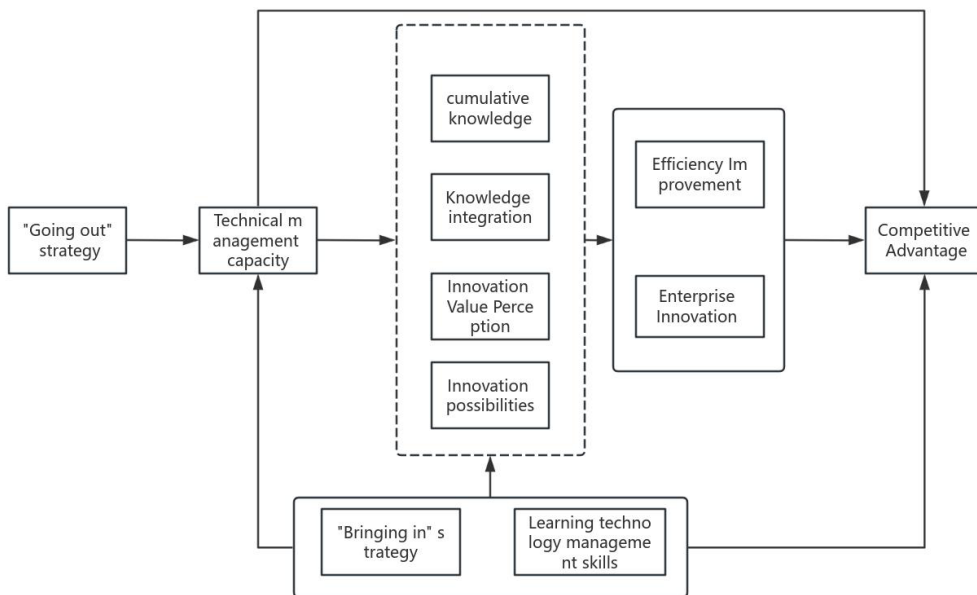 "Going out"
strategy
Technical m
anagement
capacity
cumulative
knowledge
Knowledge
integration
Innovation
Value Perce
ption
Innovation
possibilities
Efficiency Im
provement
Enterprise
Innovation
Competitive
Advantage
"Bringing in" s
trategy
Learning techno
logy manageme
nt skills